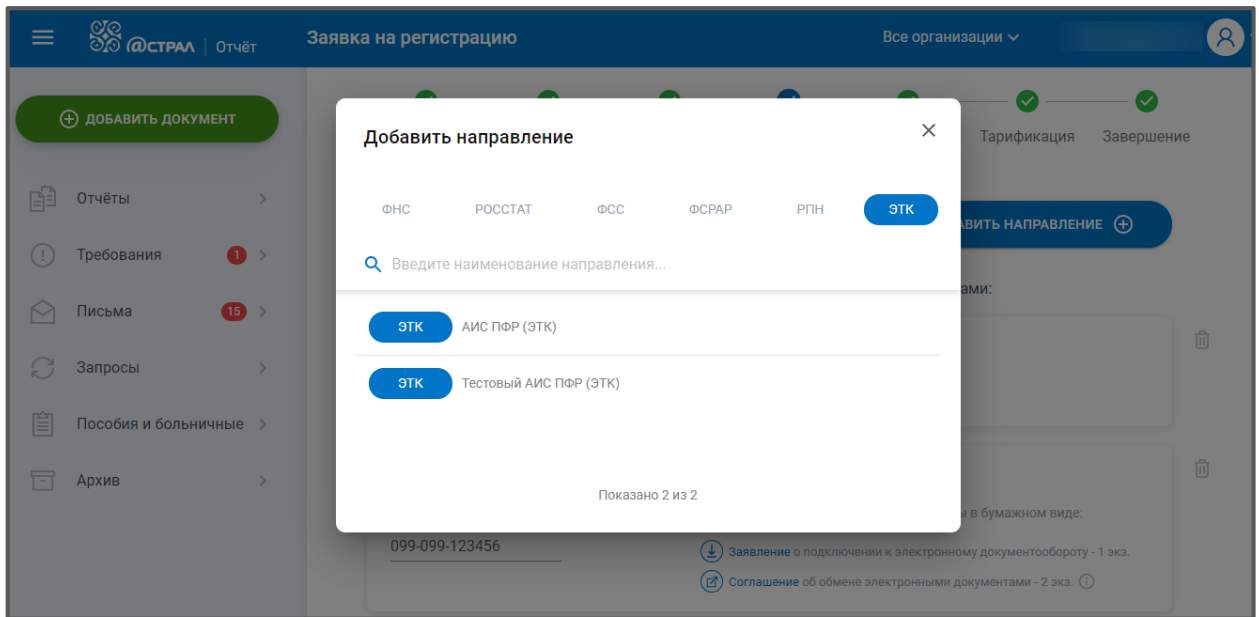 @СТРАЛ | Отчёт
Заявка на регистрацию
Все организации
ДОБАВИТЬ ДОКУМЕНТ
Отчёты
Требования 1
Письма 15
Запросы
Пособия и больничные
Архив
Тарификация Завершение
Добавить направление
ФНС РОССТАТ ФСС ФСРАР РПН ЭТК
Введите наименование направления...
ЭТК АИС ПФР (ЭТК)
ЭТК Тестовый АИС ПФР (ЭТК)
Показано 2 из 2
ВИТЬ НАПРАВЛЕНИЕ
ами:
в бумажном виде:
099-099-123456
Заявление о подключении к электронному документообороту - 1 экз.
Соглашение об обмене электронными документами - 2 экз.